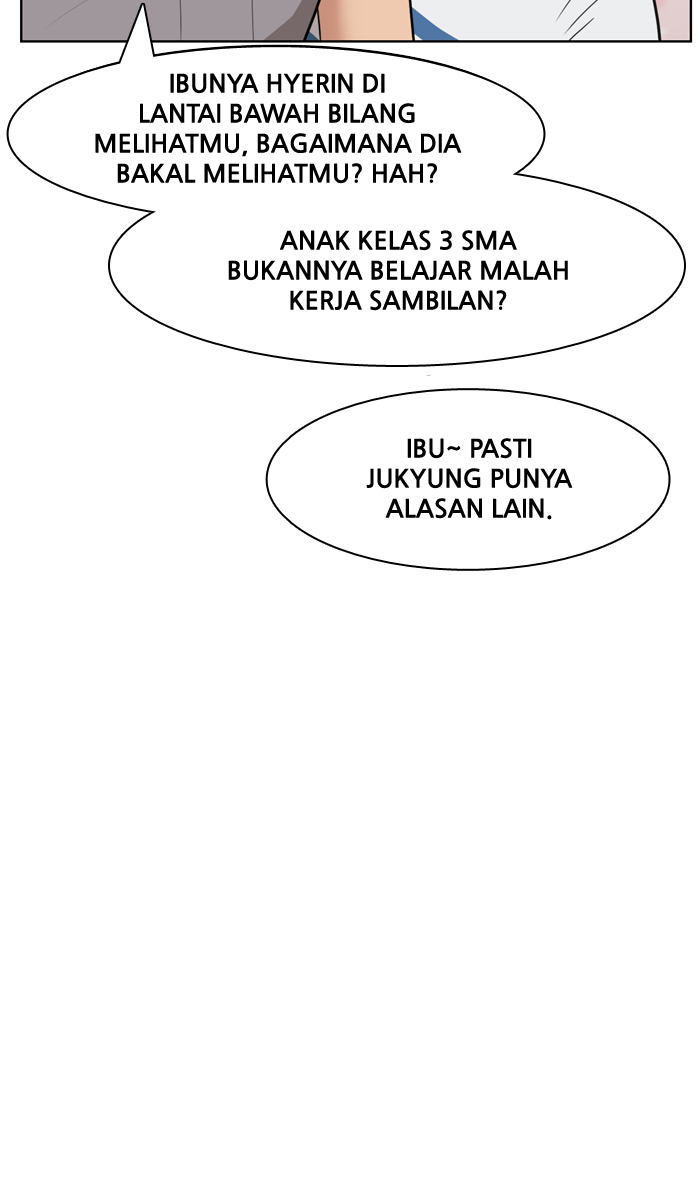 IBUNYA HYERIN DI
LANTAI BAWAH BILANG
MELIHATMU, BAGAIMANA DIA
BAKAL MELIHATMU? HAH?
ANAK KELAS 3 SMA
BUKANNYA BELAJAR MALAH
KERJA SAMBILAN?
IBU~ PASTI
JUKYUNG PUNYA
ALASAN LAIN.